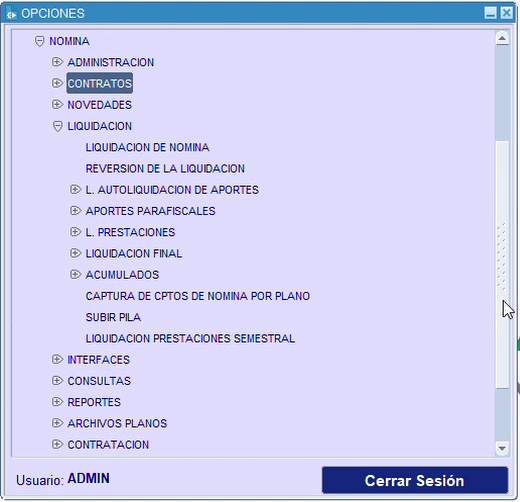 OPCIONES
NOMINA
ADMINISTRACION
CONTRATOS
NOVEDADES
LIQUIDACION
LIQUIDACION DE NOMINA
REVERSION DE LA LIQUIDACION
L. AUTOLIQUIDACION DE APORTES
APORTES PARAFISCALES
L. PRESTACIONES
LIQUIDACION FINAL
ACUMULADOS
CAPTURA DE CPTOS DE NOMINA POR PLANO
SUBIR PILA
LIQUIDACION PRESTACIONES SEMESTRAL
INTERFACES
CONSULTAS
REPORTES
ARCHIVOS PLANOS
CONTRATACION
Usuario: ADMIN
Cerrar Sesión